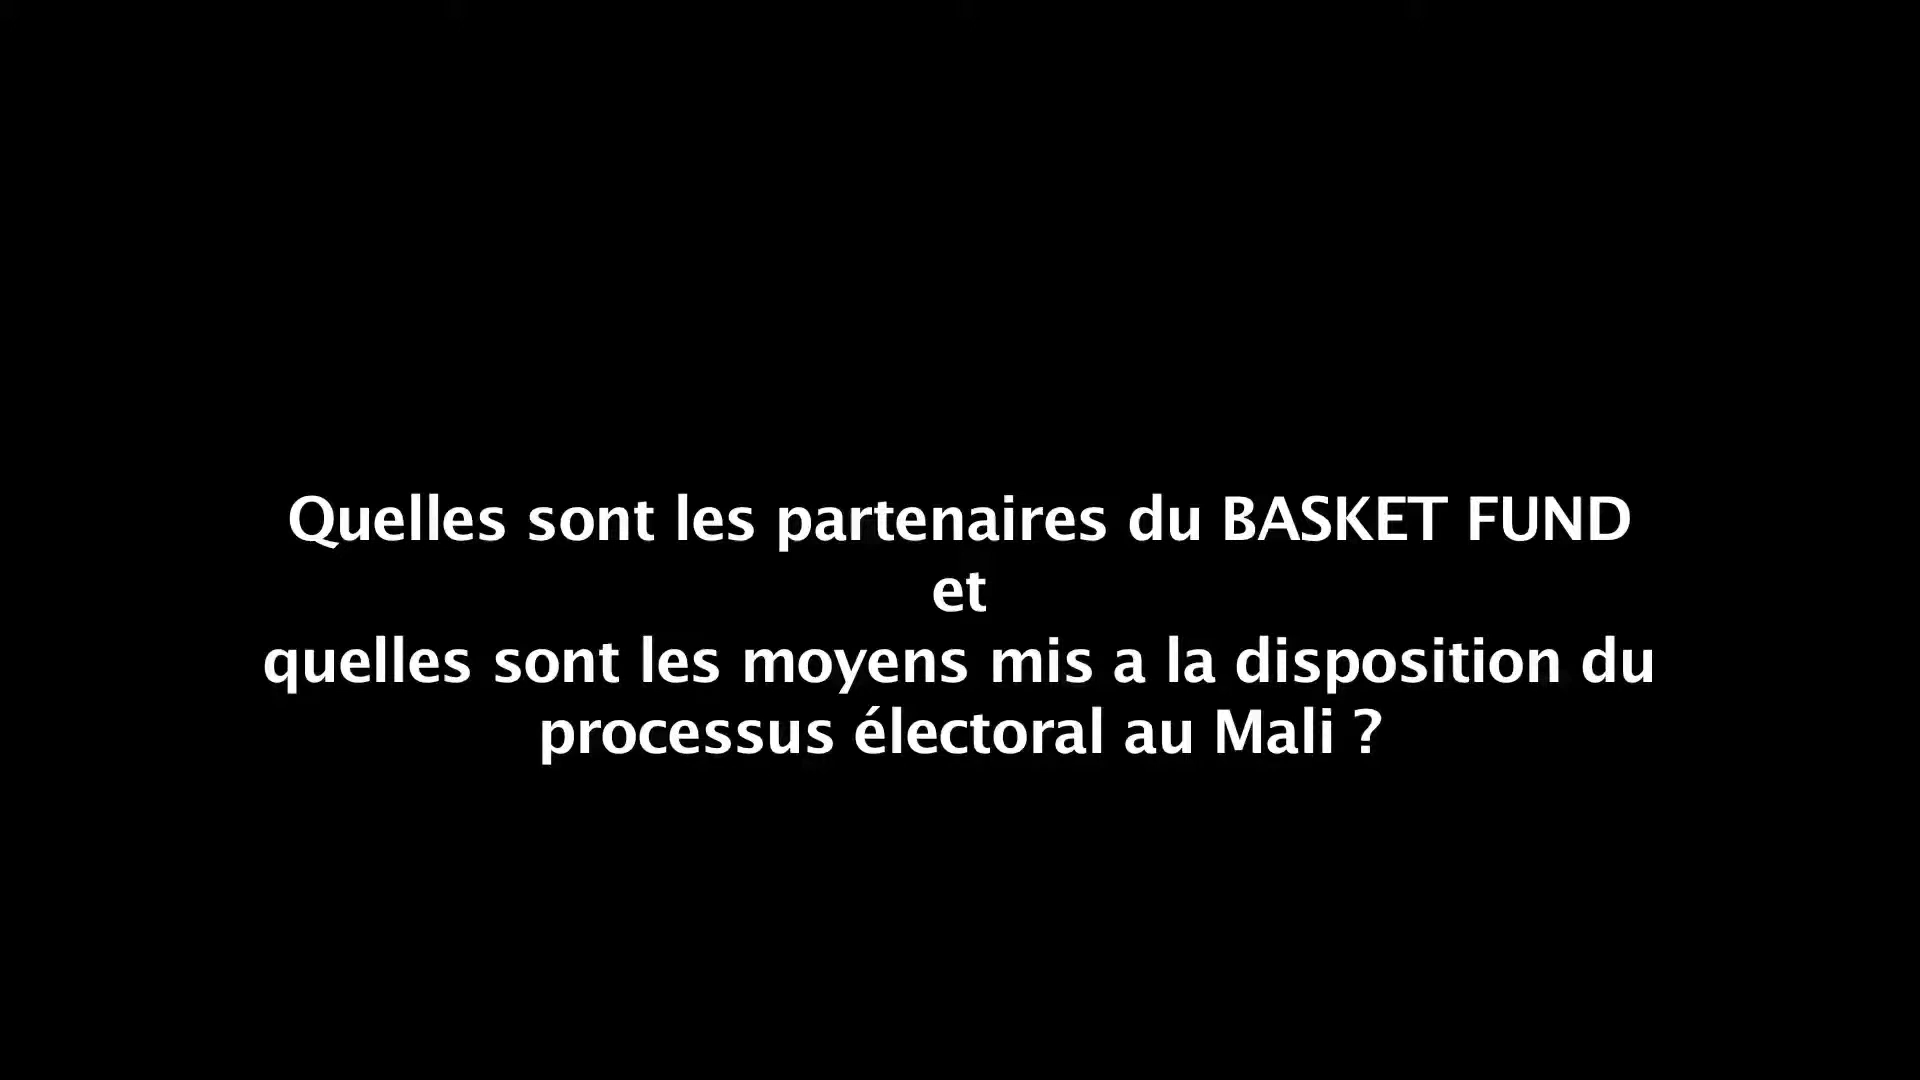 Quelles sont les partenaires du BASKET FUND
et
quelles sont les moyens mis a la disposition du
processus électoral au Mali ?